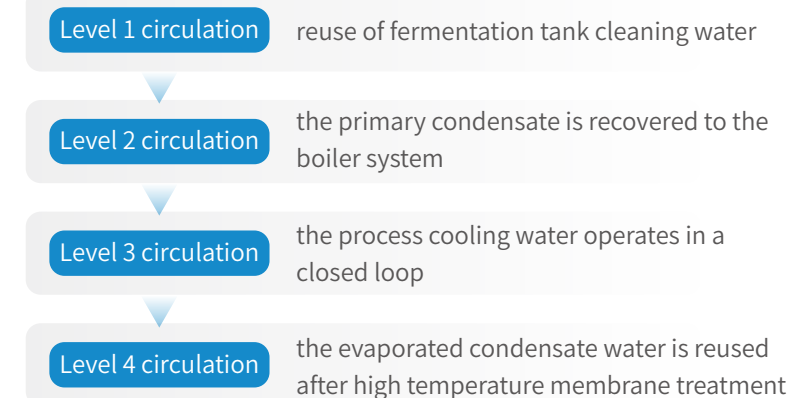 Level 1 circulation
reuse of fermentation tank cleaning water
Level 2 circulation
the primary condensate is recovered to the
boiler system
Level 3 circulation
the process cooling water operates in a
closed loop
Level 4 circulation
the evaporated condensate water is reused
after high temperature membrane treatment